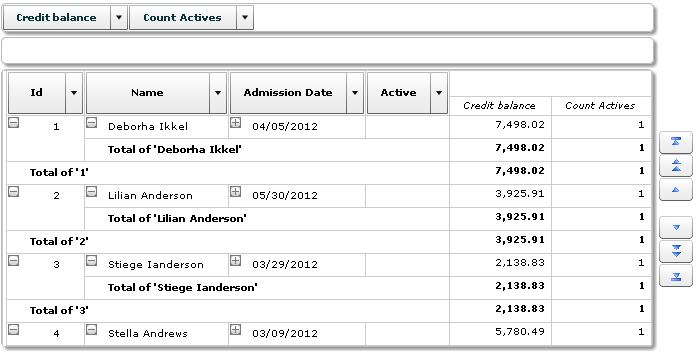 Credit balance Count Actives
Id Name Admission Date Active
Credit balance Count Actives
1 Deborha Ikkel 04/05/2012 7,498.02 1
Total of 'Deborha Ikkel' 7,498.02 1
Total of '1' 7,498.02 1
2 Lilian Anderson 05/30/2012 3,925.91 1
Total of 'Lilian Anderson' 3,925.91 1
Total of '2' 3,925.91 1
3 Stiege Ianderson 03/29/2012 2,138.83 1
Total of 'Stiege Ianderson' 2,138.83 1
Total of '3' 2,138.83 1
4 Stella Andrews 03/09/2012 5,780.49 1